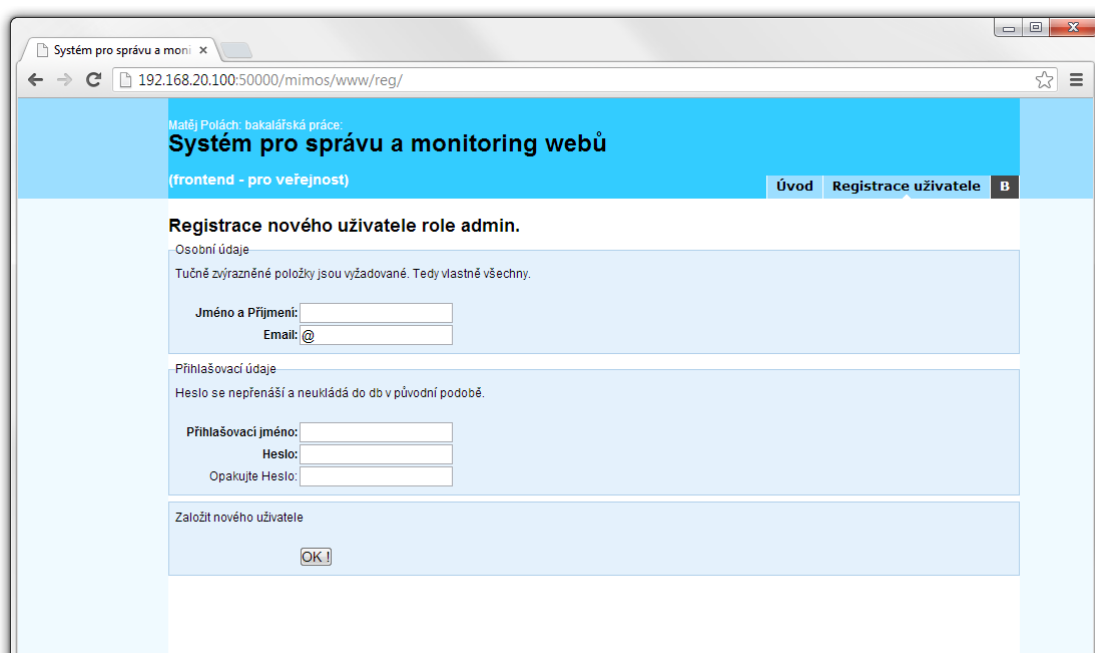 Systém pro správu a moni
192.168.20.100:50000/mimos/www/reg/
Matěj Polách: bakalářská práce:
Systém pro správu a monitoring webů
(frontend - pro veřejnost)
Úvod Registrace uživatele B
Registrace nového uživatele role admin.
Osobní údaje
Tučně zvýrazněné položky jsou vyžadované. Tedy vlastně všechny.
Jméno a Příjmení:
Email: @
Přihlašovací údaje
Heslo se nepřenáší a neukládá do db v původní podobě.
Přihlašovací jméno:
Heslo:
Opakujte Heslo:
Založit nového uživatele
OK !